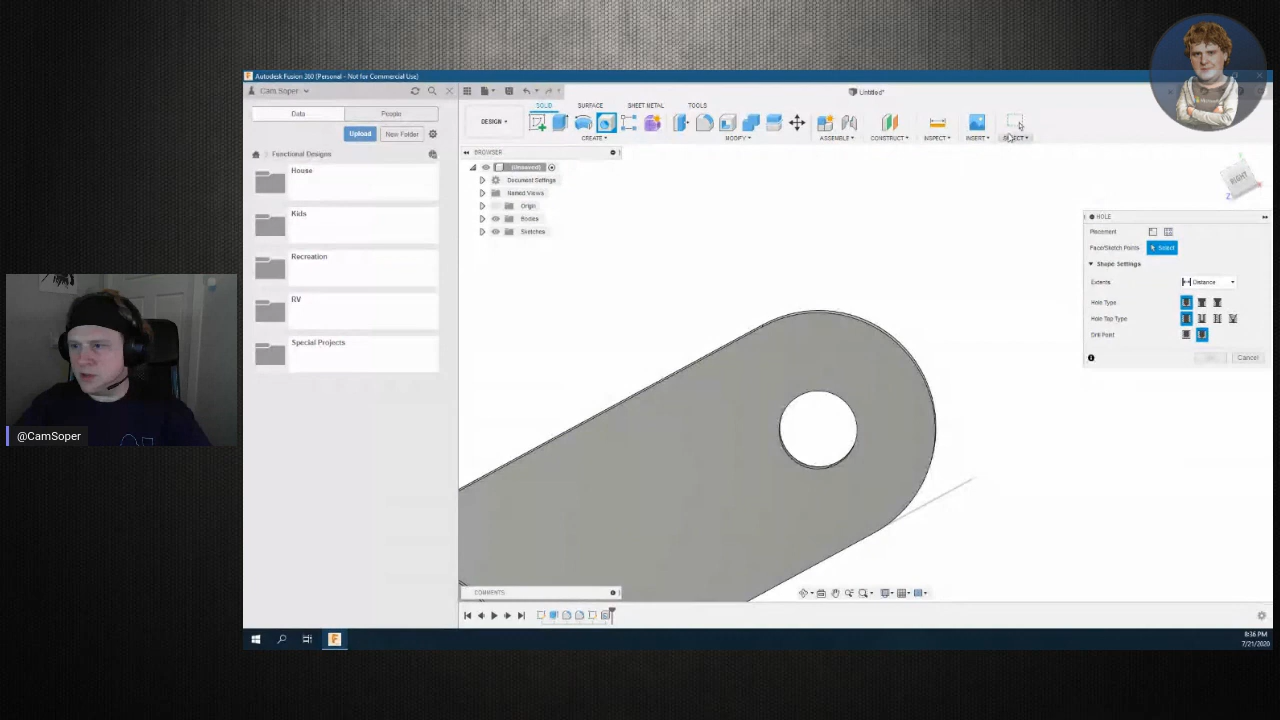 Autodesk Fusion 360 (Personal - Not for Commercial Use)
Cam Soper
Untitled*
Data
People
Upload
New Folder
Functional Designs
House
Kids
Recreation
RV
Special Projects
SOLID
SURFACE
SHEET METAL
TOOLS
DESIGN
CREATE
MODIFY
ASSEMBLE
CONSTRUCT
INSPECT
INSERT
SELECT
BROWSER
(Unsaved)
Document Settings
Named Views
Origin
Bodies
Sketches
RIGHT
Z
HOLE
Placement
Face/Sketch Points
Select
Shape Settings
Extents
Distance
Hole Type
Hole Tap Type
Drill Point
Cancel
@CamSoper
COMMENTS
8:36 PM
7/21/2020